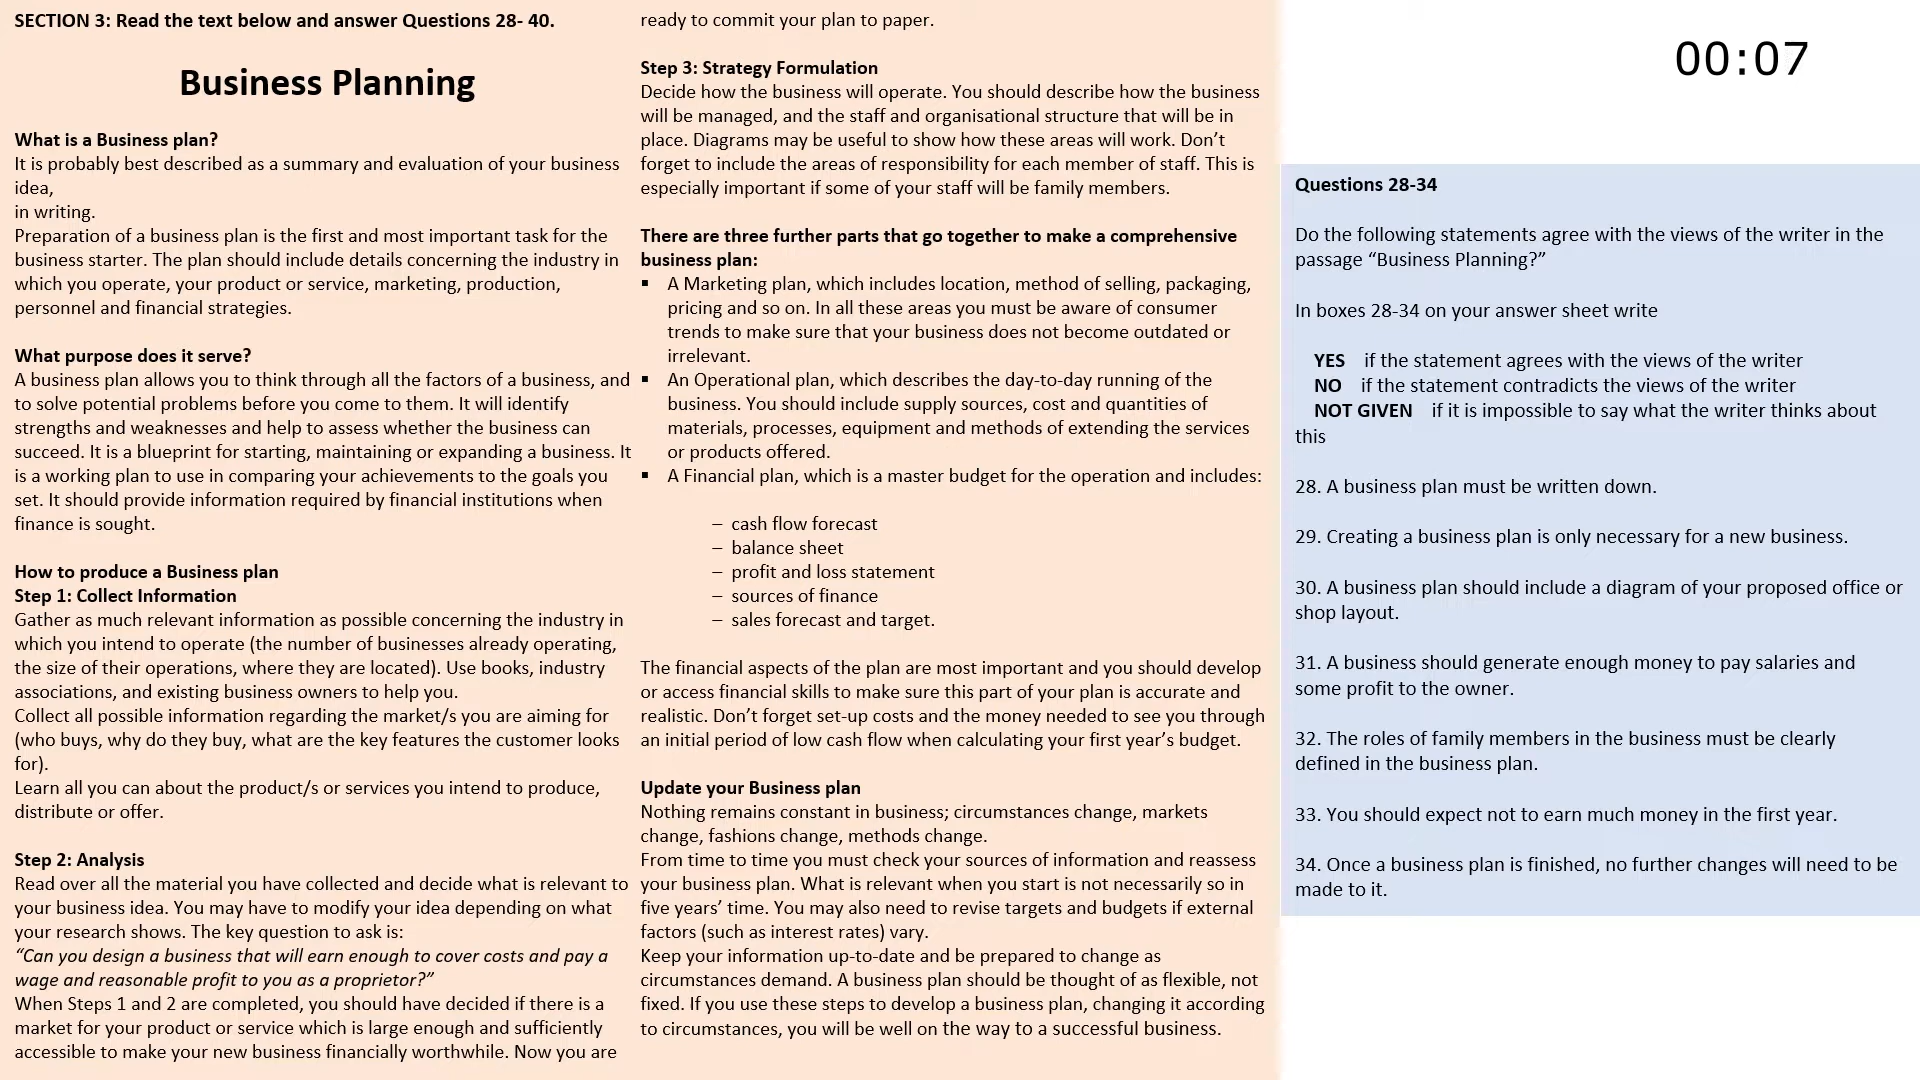 SECTION 3: Read the text below and answer Questions 28- 40.
Business Planning
What is a Business plan?
It is probably best described as a summary and evaluation of your business
idea,
in writing.
Preparation of a business plan is the first and most important task for the
business starter. The plan should include details concerning the industry in
which you operate, your product or service, marketing, production,
personnel and financial strategies.
What purpose does it serve?
A business plan allows you to think through all the factors of a business, and
to solve potential problems before you come to them. It will identify
strengths and weaknesses and help to assess whether the business can
succeed. It is a blueprint for starting, maintaining or expanding a business. It
is a working plan to use in comparing your achievements to the goals you
set. It should provide information required by financial institutions when
finance is sought.
How to produce a Business plan
Step 1: Collect Information
Gather as much relevant information as possible concerning the industry in
which you intend to operate (the number of businesses already operating,
the size of their operations, where they are located). Use books, industry
associations, and existing business owners to help you.
Collect all possible information regarding the market/s you are aiming for
(who buys, why do they buy, what are the key features the customer looks
for).
Learn all you can about the product/s or services you intend to produce,
distribute or offer.
Step 2: Analysis
Read over all the material you have collected and decide what is relevant to
your business idea. You may have to modify your idea depending on what
your research shows. The key question to ask is:
“Can you design a business that will earn enough to cover costs and pay a
wage and reasonable profit to you as a proprietor?”
When Steps 1 and 2 are completed, you should have decided if there is a
market for your product or service which is large enough and sufficiently
accessible to make your new business financially worthwhile. Now you are
ready to commit your plan to paper.
Step 3: Strategy Formulation
Decide how the business will operate. You should describe how the business
will be managed, and the staff and organisational structure that will be in
place. Diagrams may be useful to show how these areas will work. Don’t
forget to include the areas of responsibility for each member of staff. This is
especially important if some of your staff will be family members.
There are three further parts that go together to make a comprehensive
business plan:
▪ A Marketing plan, which includes location, method of selling, packaging,
pricing and so on. In all these areas you must be aware of consumer
trends to make sure that your business does not become outdated or
irrelevant.
▪ An Operational plan, which describes the day-to-day running of the
business. You should include supply sources, cost and quantities of
materials, processes, equipment and methods of extending the services
or products offered.
▪ A Financial plan, which is a master budget for the operation and includes:
– cash flow forecast
– balance sheet
– profit and loss statement
– sources of finance
– sales forecast and target.
The financial aspects of the plan are most important and you should develop
or access financial skills to make sure this part of your plan is accurate and
realistic. Don’t forget set-up costs and the money needed to see you through
an initial period of low cash flow when calculating your first year’s budget.
Update your Business plan
Nothing remains constant in business; circumstances change, markets
change, fashions change, methods change.
From time to time you must check your sources of information and reassess
your business plan. What is relevant when you start is not necessarily so in
five years’ time. You may also need to revise targets and budgets if external
factors (such as interest rates) vary.
Keep your information up-to-date and be prepared to change as
circumstances demand. A business plan should be thought of as flexible, not
fixed. If you use these steps to develop a business plan, changing it according
to circumstances, you will be well on the way to a successful business.
00:07
Questions 28-34
Do the following statements agree with the views of the writer in the
passage “Business Planning?”
In boxes 28-34 on your answer sheet write
YES if the statement agrees with the views of the writer
NO if the statement contradicts the views of the writer
NOT GIVEN if it is impossible to say what the writer thinks about
this
28. A business plan must be written down.
29. Creating a business plan is only necessary for a new business.
30. A business plan should include a diagram of your proposed office or
shop layout.
31. A business should generate enough money to pay salaries and
some profit to the owner.
32. The roles of family members in the business must be clearly
defined in the business plan.
33. You should expect not to earn much money in the first year.
34. Once a business plan is finished, no further changes will need to be
made to it.